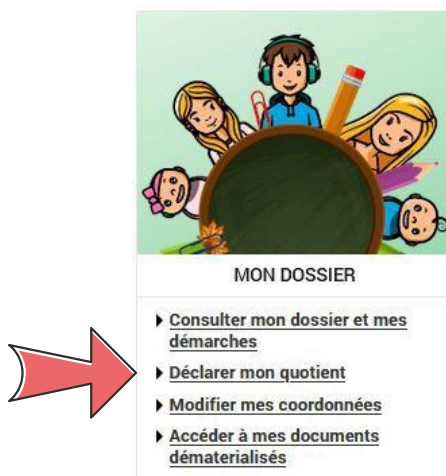 MON DOSSIER
Consulter mon dossier et mes
démarches
Déclarer mon quotient
Modifier mes coordonnées
Accéder à mes documents
dématerialisés